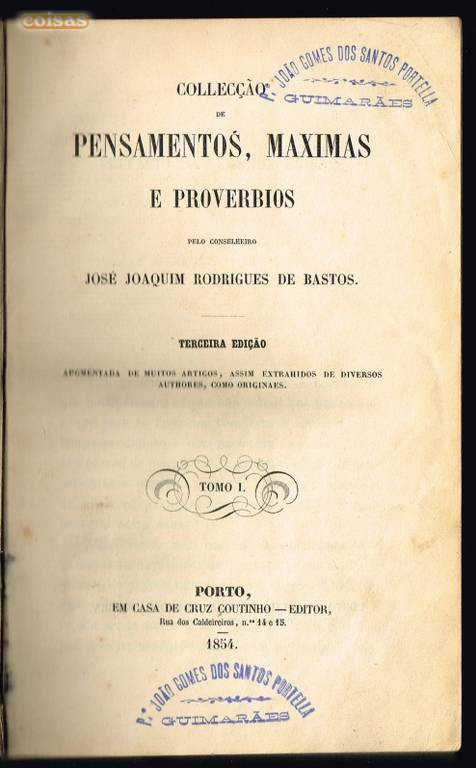 coisas
P.e JOÃO GOMES DOS SANTOS PORTELLA
GUIMARÃES
COLLECÇÃO
DE
PENSAMENTOS, MAXIMAS
E PROVERBIOS
PELO CONSELHEIRO
JOSÉ JOAQUIM RODRIGUES DE BASTOS.
TERCEIRA EDIÇÃO
AUGMENTADA DE MUITOS ARTIGOS, ASSIM EXTRAHIDOS DE DIVERSOS
AUTHORES, COMO ORIGINAES.
TOMO I.
PORTO,
EM CASA DE CRUZ COUTINHO — EDITOR,
Rua dos Caldeireiros, n.os 14 e 15.
1854.
P.e JOÃO GOMES DOS SANTOS PORTELLA
GUIMARÃES